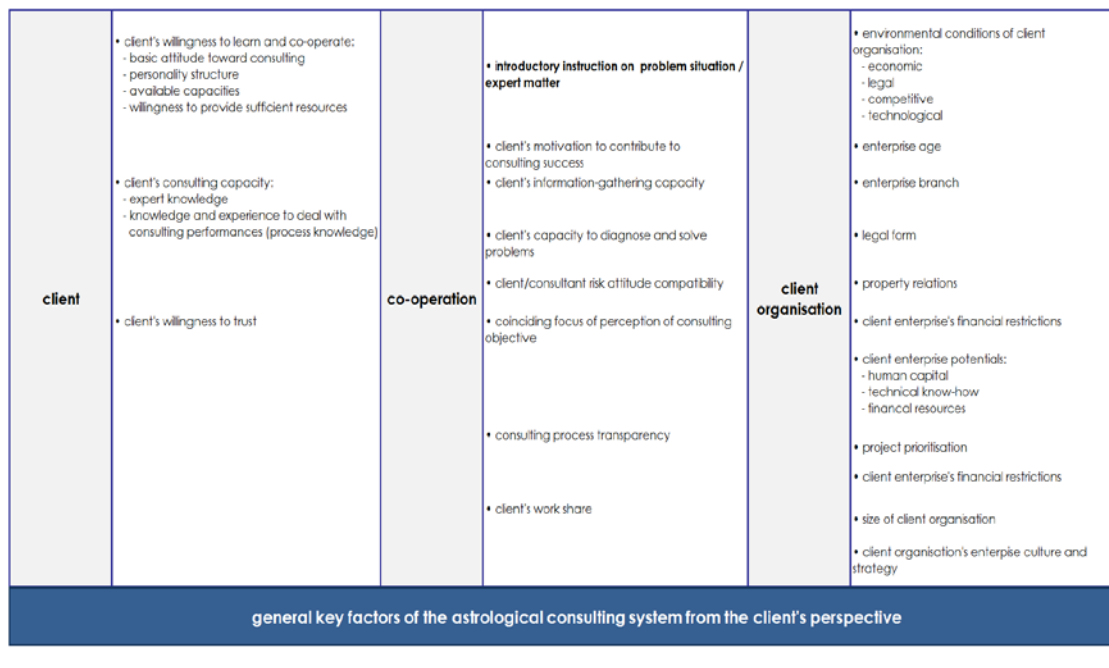 client
• client's willingness to learn and co-operate:
- basic attitude toward consulting
- personality structure
- available capacities
- willingness to provide sufficient resources
• client's consulting capacity:
- expert knowledge
- knowledge and experience to deal with
consulting performances (process knowledge)
• client's willingness to trust
co-operation
• introductory instruction on problem situation /
expert matter
• client's motivation to contribute to
consulting success
• client's information-gathering capacity
• client's capacity to diagnose and solve
problems
• client/consultant risk attitude compatibility
• coinciding focus of perception of consulting
objective
• consulting process transparency
• client's work share
client
organisation
• environmental conditions of client
organisation:
- economic
- legal
- competitive
- technological
• enterprise age
• enterprise branch
• legal form
• property relations
• client enterprise's financial restrictions
• client enterprise potentials:
- human capital
- technical know-how
- financal resources
• project prioritisation
• client enterprise's financial restrictions
• size of client organisation
• client organisation's enterpise culture and
strategy
general key factors of the astrological consulting system from the client's perspective